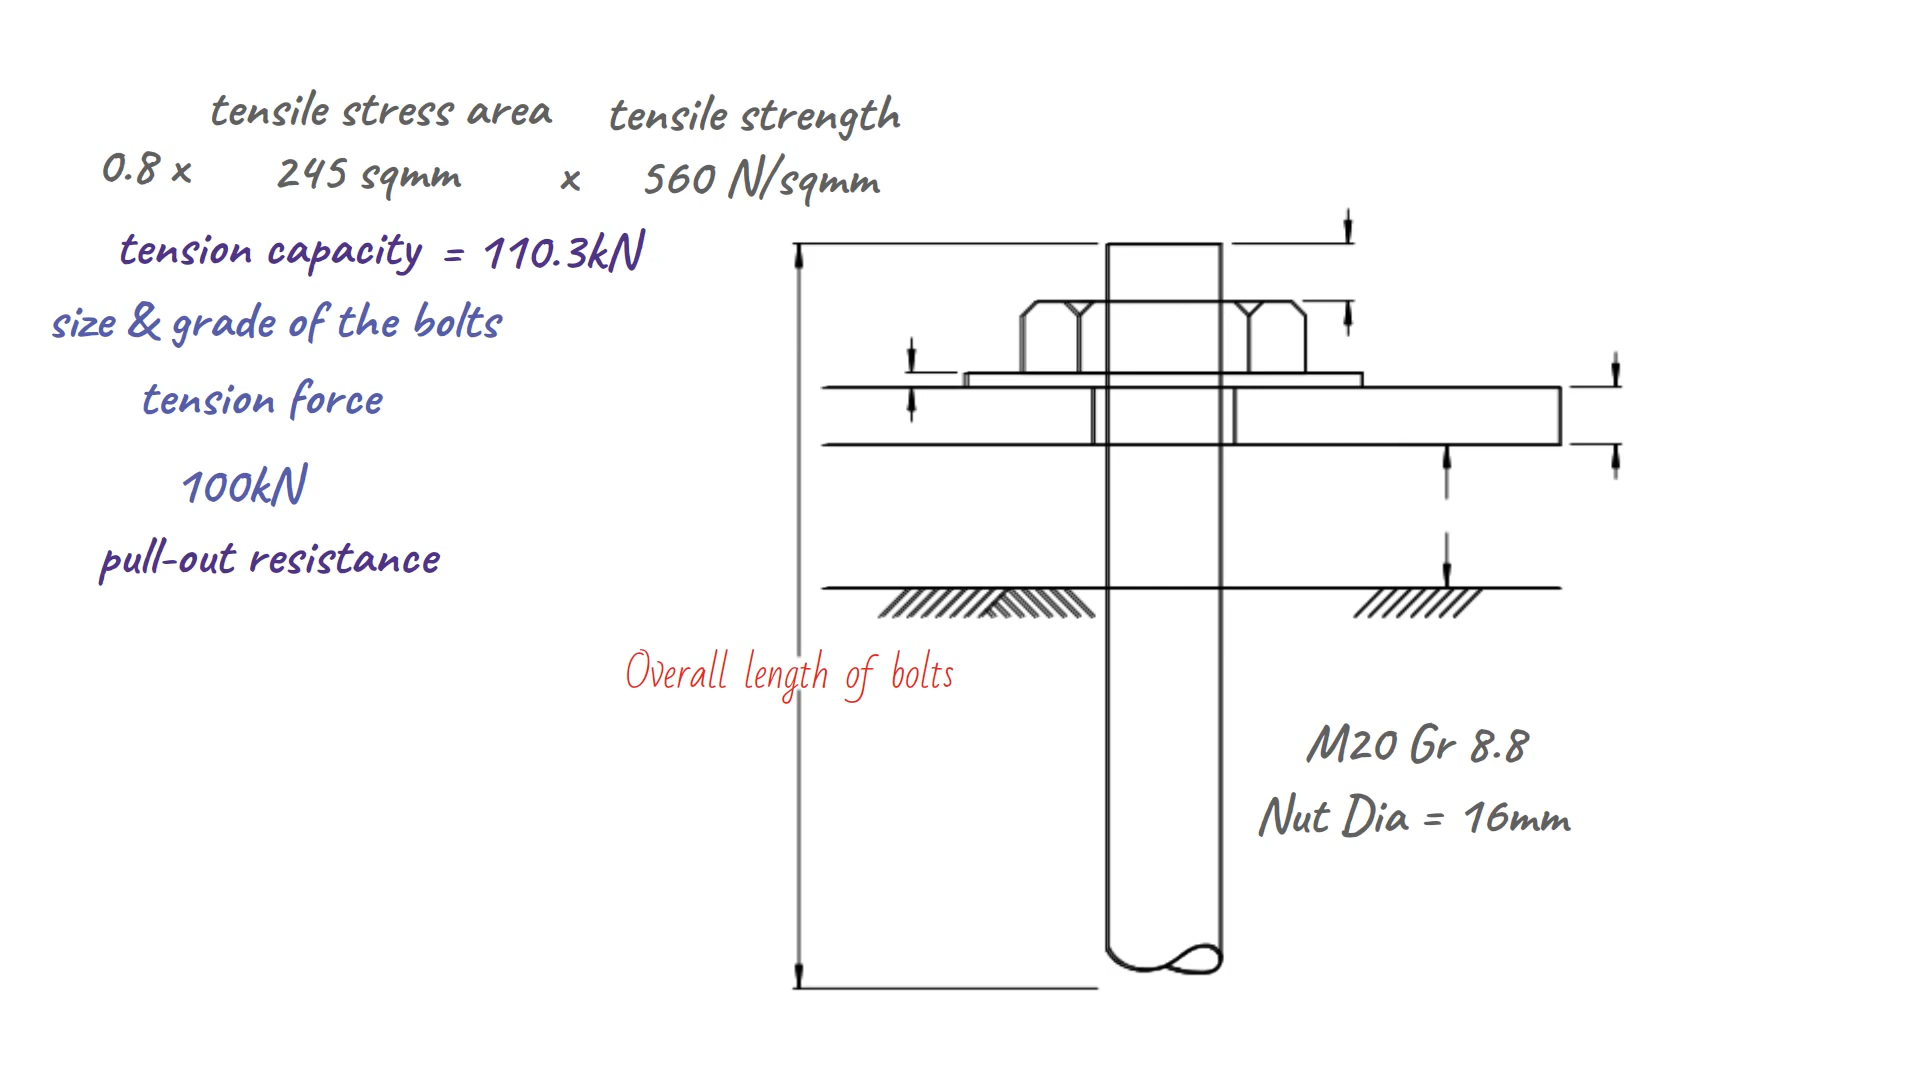 tensile stress area tensile strength
0.8 x 245 sqmm x 560 N/sqmm
tension capacity = 110.3kN
size & grade of the bolts
tension force
100kN
pull-out resistance
Overall length of bolts
M20 Gr 8.8
Nut Dia = 16mm